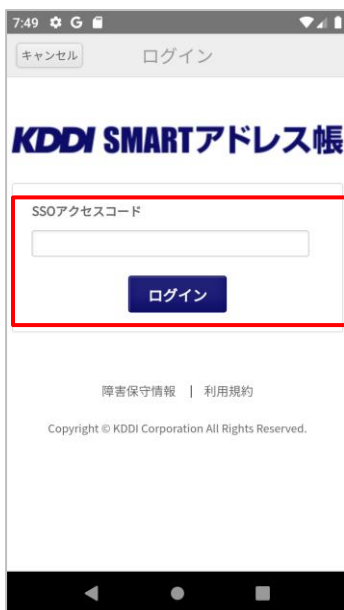 7:49 G
キャンセル ログイン
KDDI SMARTアドレス帳
SSOアクセスコード
ログイン
障害保守情報 | 利用規約
Copyright © KDDI Corporation All Rights Reserved.